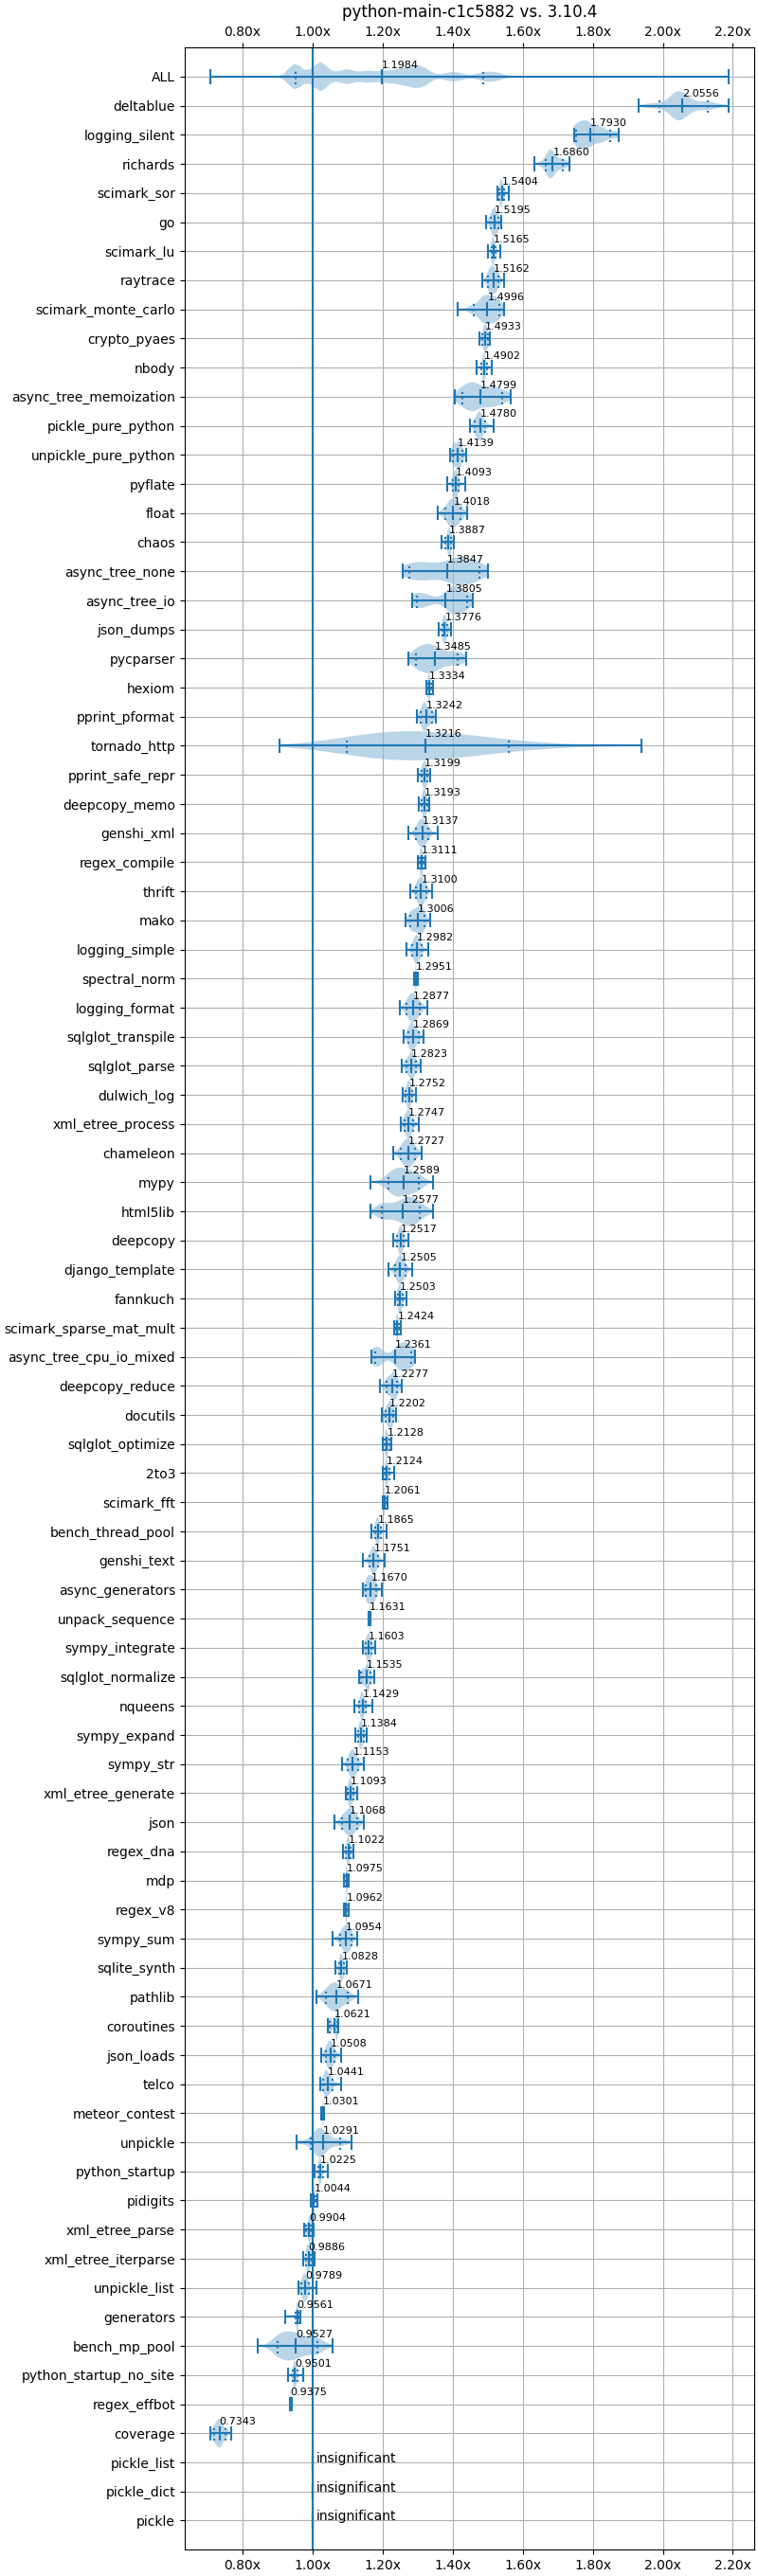 python-main-c1c5882 vs. 3.10.4
0.80x 1.00x 1.20x 1.40x 1.60x 1.80x 2.00x 2.20x
ALL 1.1984
deltablue 2.0556
logging_silent 1.7930
richards 1.6860
scimark_sor 1.5404
go 1.5195
scimark_lu 1.5165
raytrace 1.5162
scimark_monte_carlo 1.4996
crypto_pyaes 1.4933
nbody 1.4902
async_tree_memoization 1.4799
pickle_pure_python 1.4780
unpickle_pure_python 1.4139
pyflate 1.4093
float 1.4018
chaos 1.3887
async_tree_none 1.3847
async_tree_io 1.3805
json_dumps 1.3776
pycparser 1.3485
hexiom 1.3334
pprint_pformat 1.3242
tornado_http 1.3216
pprint_safe_repr 1.3199
deepcopy_memo 1.3193
genshi_xml 1.3137
regex_compile 1.3111
thrift 1.3100
mako 1.3006
logging_simple 1.2982
spectral_norm 1.2951
logging_format 1.2877
sqlglot_transpile 1.2869
sqlglot_parse 1.2823
dulwich_log 1.2752
xml_etree_process 1.2747
chameleon 1.2727
mypy 1.2589
html5lib 1.2577
deepcopy 1.2517
django_template 1.2505
fannkuch 1.2503
scimark_sparse_mat_mult 1.2424
async_tree_cpu_io_mixed 1.2361
deepcopy_reduce 1.2277
docutils 1.2202
sqlglot_optimize 1.2128
2to3 1.2124
scimark_fft 1.2061
bench_thread_pool 1.1865
genshi_text 1.1751
async_generators 1.1670
unpack_sequence 1.1631
sympy_integrate 1.1603
sqlglot_normalize 1.1535
nqueens 1.1429
sympy_expand 1.1384
sympy_str 1.1153
xml_etree_generate 1.1093
json 1.1068
regex_dna 1.1022
mdp 1.0975
regex_v8 1.0962
sympy_sum 1.0954
sqlite_synth 1.0828
pathlib 1.0671
coroutines 1.0621
json_loads 1.0508
telco 1.0441
meteor_contest 1.0301
unpickle 1.0291
python_startup 1.0225
pidigits 1.0044
xml_etree_parse 0.9904
xml_etree_iterparse 0.9886
unpickle_list 0.9789
generators 0.9561
bench_mp_pool 0.9527
python_startup_no_site 0.9501
regex_effbot 0.9375
coverage 0.7343
pickle_list insignificant
pickle_dict insignificant
pickle insignificant
0.80x 1.00x 1.20x 1.40x 1.60x 1.80x 2.00x 2.20x